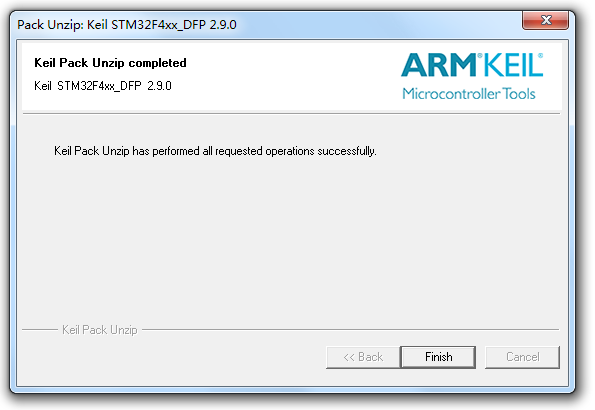 Pack Unzip: Keil STM32F4xx_DFP 2.9.0
Keil Pack Unzip completed
Keil STM32F4xx_DFP 2.9.0
ARM®KEIL®
Microcontroller Tools
Keil Pack Unzip has performed all requested operations successfully.
Keil Pack Unzip
<< Back
Finish
Cancel